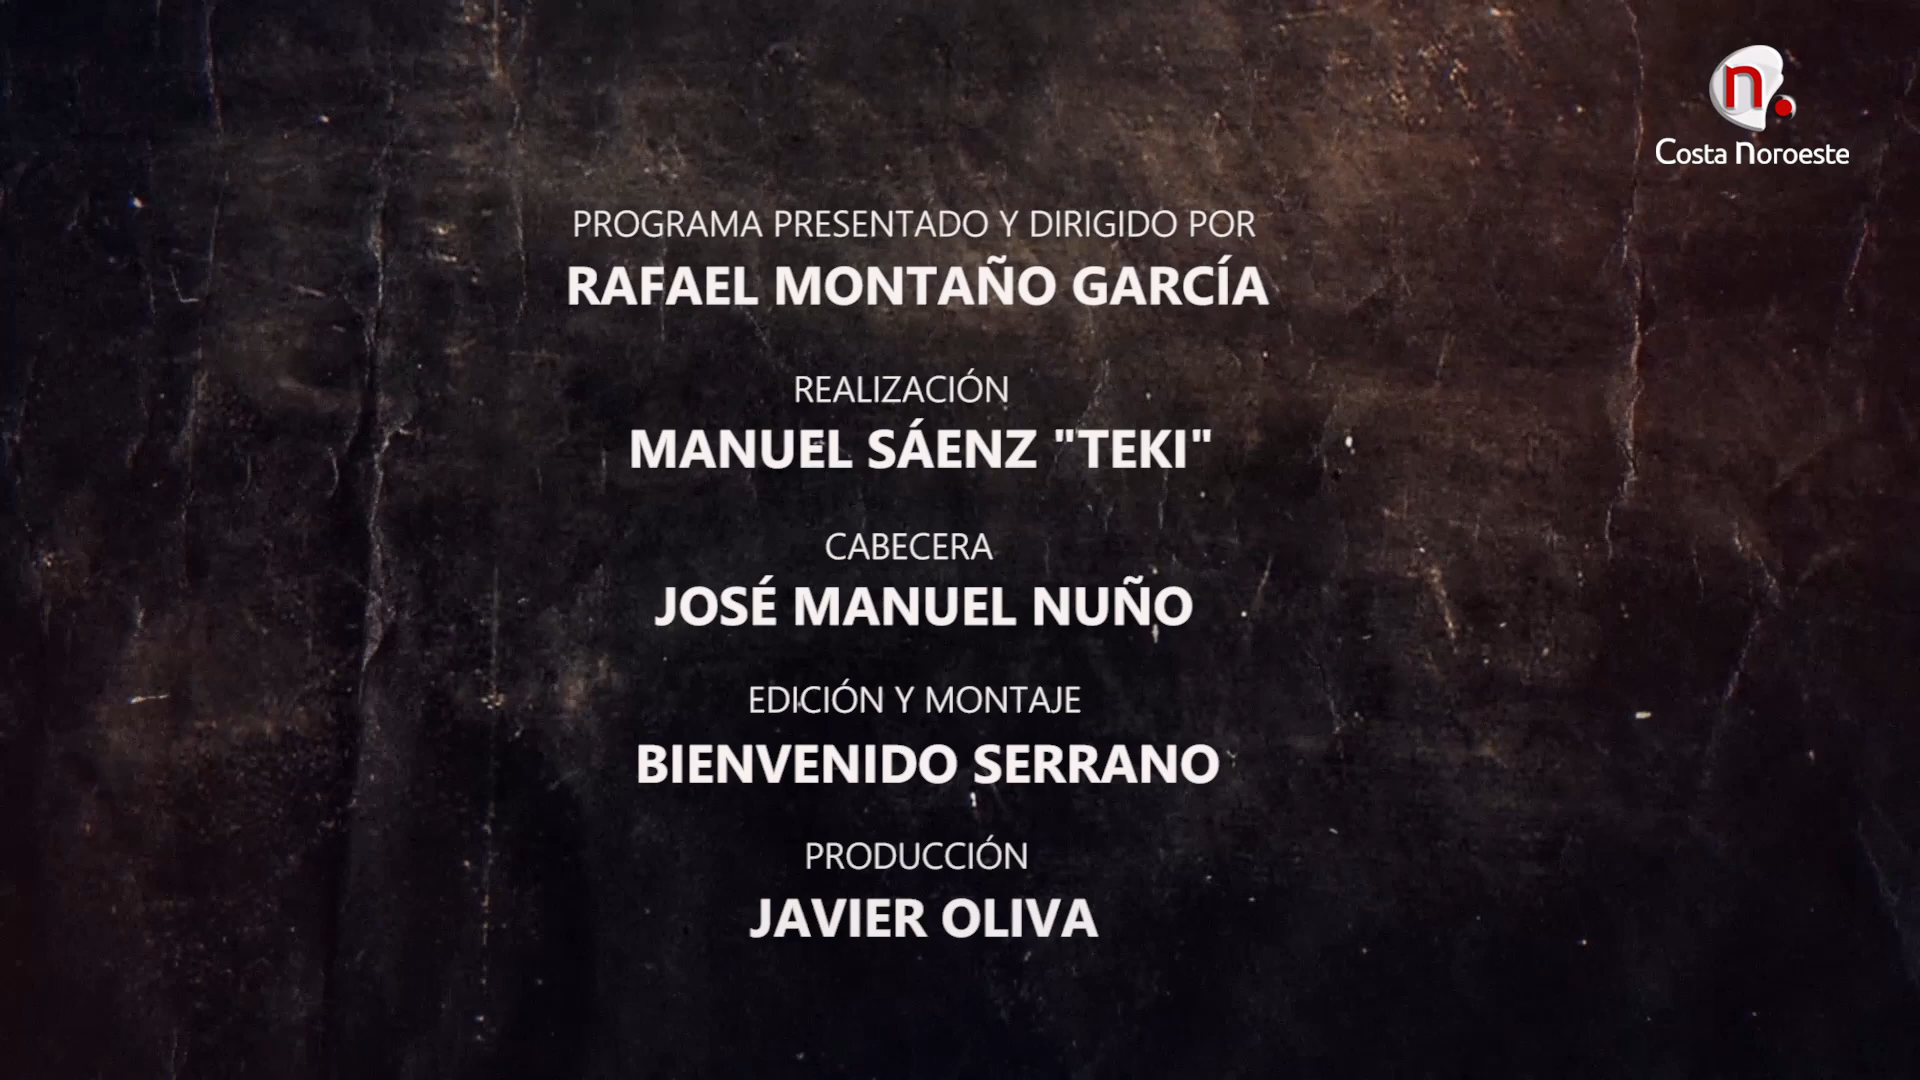 n.
Costa Noroeste
PROGRAMA PRESENTADO Y DIRIGIDO POR
RAFAEL MONTAÑO GARCÍA
REALIZACIÓN
MANUEL SÁENZ "TEKI"
CABECERA
JOSÉ MANUEL NUÑO
EDICIÓN Y MONTAJE
BIENVENIDO SERRANO
PRODUCCIÓN
JAVIER OLIVA